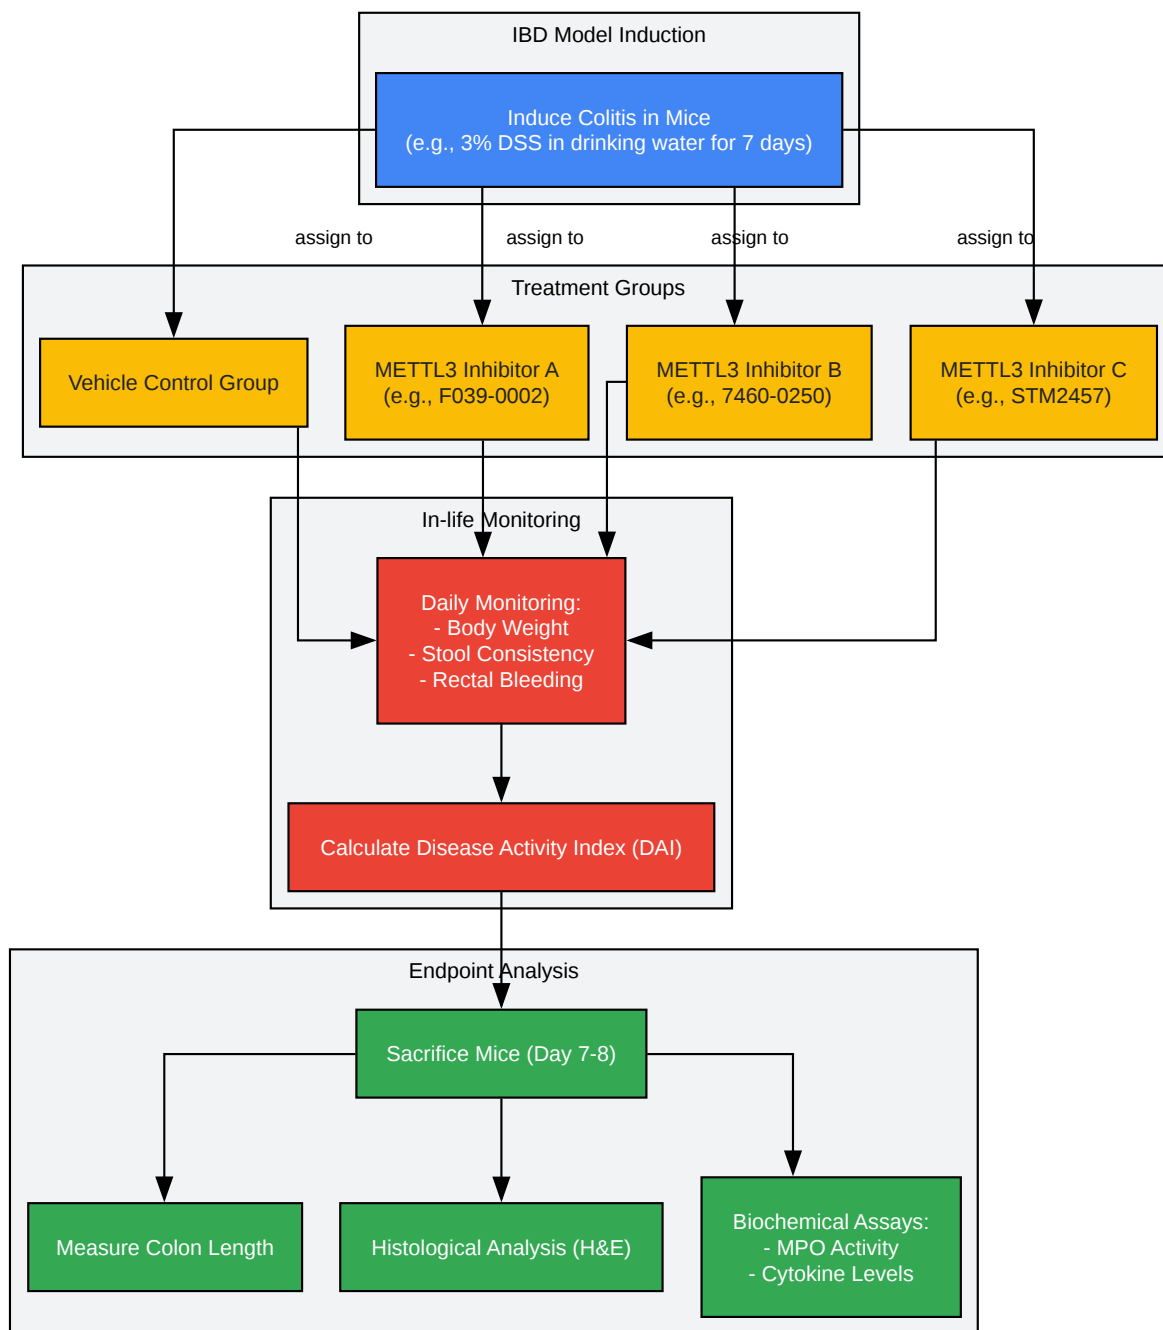 IBD Model Induction
Induce Colitis in Mice
(e.g., 3% DSS in drinking water for 7 days)
assign to
assign to
assign to
assign to
Treatment Groups
Vehicle Control Group
METTL3 Inhibitor A
(e.g., F039-0002)
METTL3 Inhibitor B
(e.g., 7460-0250)
METTL3 Inhibitor C
(e.g., STM2457)
In-life Monitoring
Daily Monitoring:
- Body Weight
- Stool Consistency
- Rectal Bleeding
Calculate Disease Activity Index (DAI)
Endpoint Analysis
Sacrifice Mice (Day 7-8)
Measure Colon Length
Histological Analysis (H&E)
Biochemical Assays:
- MPO Activity
- Cytokine Levels